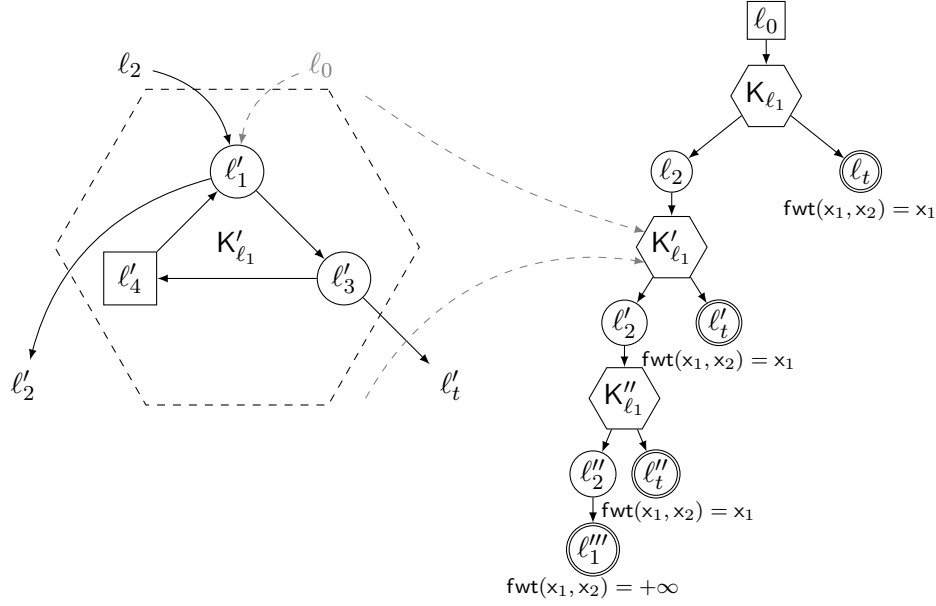 ℓ₂
ℓ₀
ℓ′₁
K′ℓ₁
ℓ′₄
ℓ′₃
ℓ′₂
ℓ′ₜ
ℓ₀
Kℓ₁
ℓ₂
ℓₜ
fwt(x₁, x₂) = x₁
K′ℓ₁
ℓ′₂
ℓ′ₜ
fwt(x₁, x₂) = x₁
K″ℓ₁
ℓ″₂
ℓ″ₜ
fwt(x₁, x₂) = x₁
ℓ‴₁
fwt(x₁, x₂) = +∞